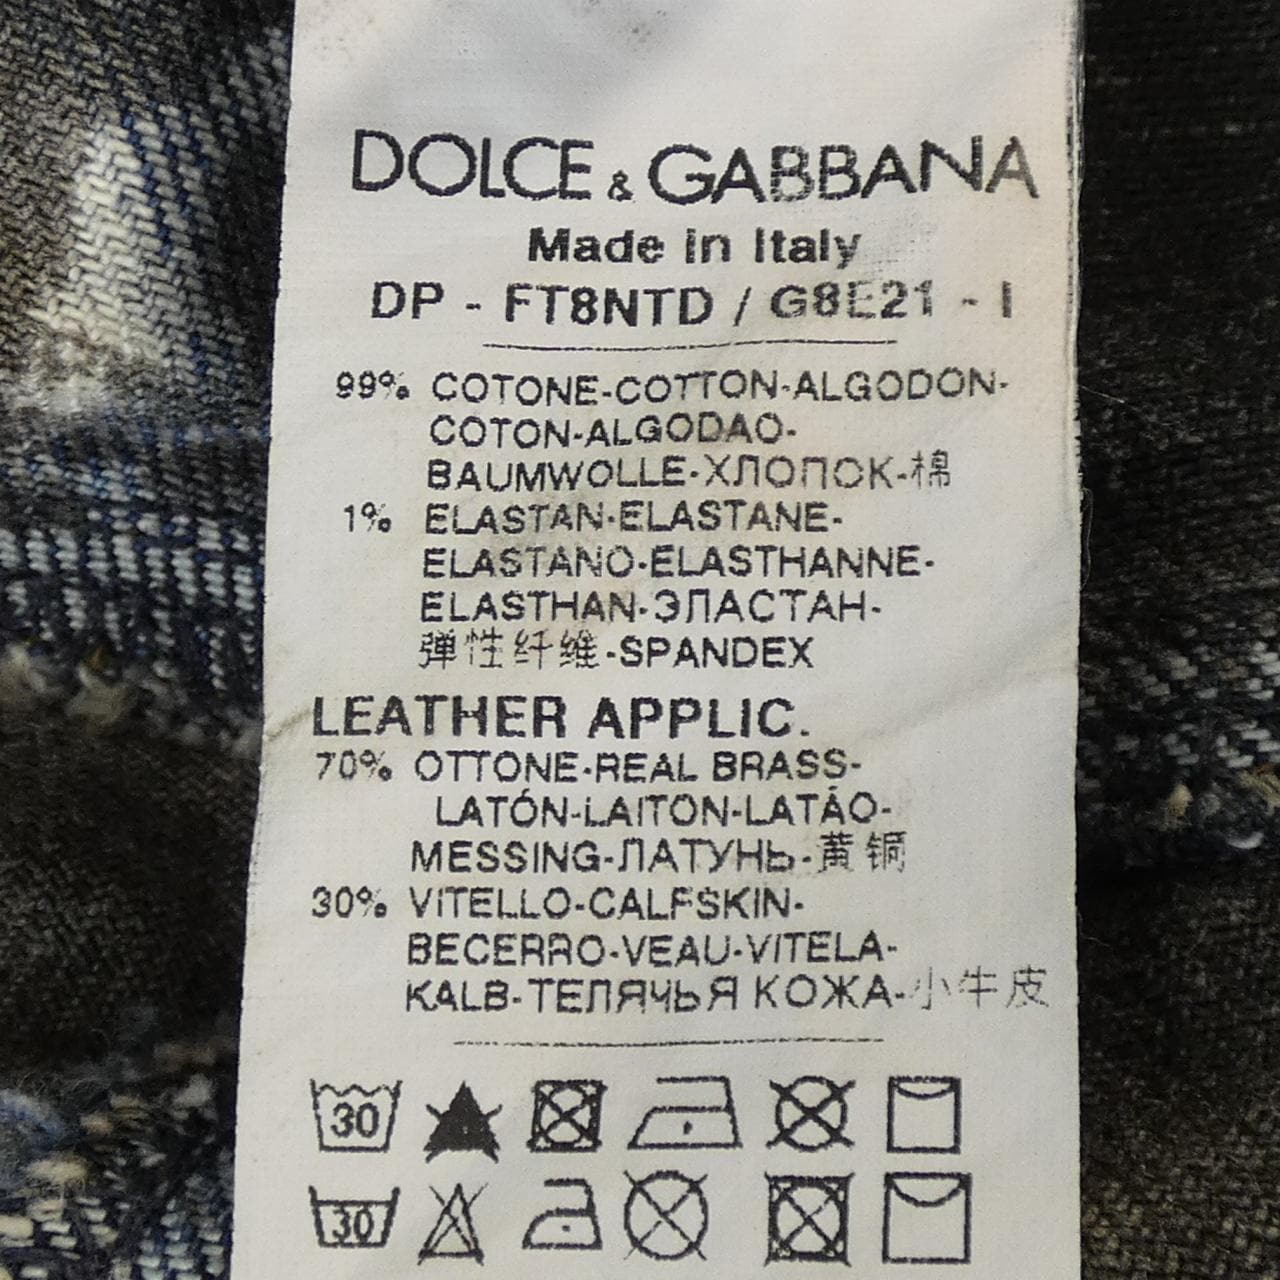 DOLCE & GABBANA
Made in Italy
DP - FT8NTD / G8E21 - I
99% COTONE-COTTON-ALGODON-
COTON-ALGODAO-
BAUMWOLLE-ХЛОПОК-棉
1% ELASTAN-ELASTANE-
ELASTANO-ELASTHANNE-
ELASTHAN-ЭЛАСТАН-
弹性纤维-SPANDEX
LEATHER APPLIC.
70% OTTONE-REAL BRASS-
LATÓN-LAITON-LATÃO-
MESSING-ЛАТУНЬ-黄铜
30% VITELLO-CALFSKIN-
BECERRO-VEAU-VITELA-
KALB-ТЕЛЯЧЬЯ КОЖА-小牛皮
30
30